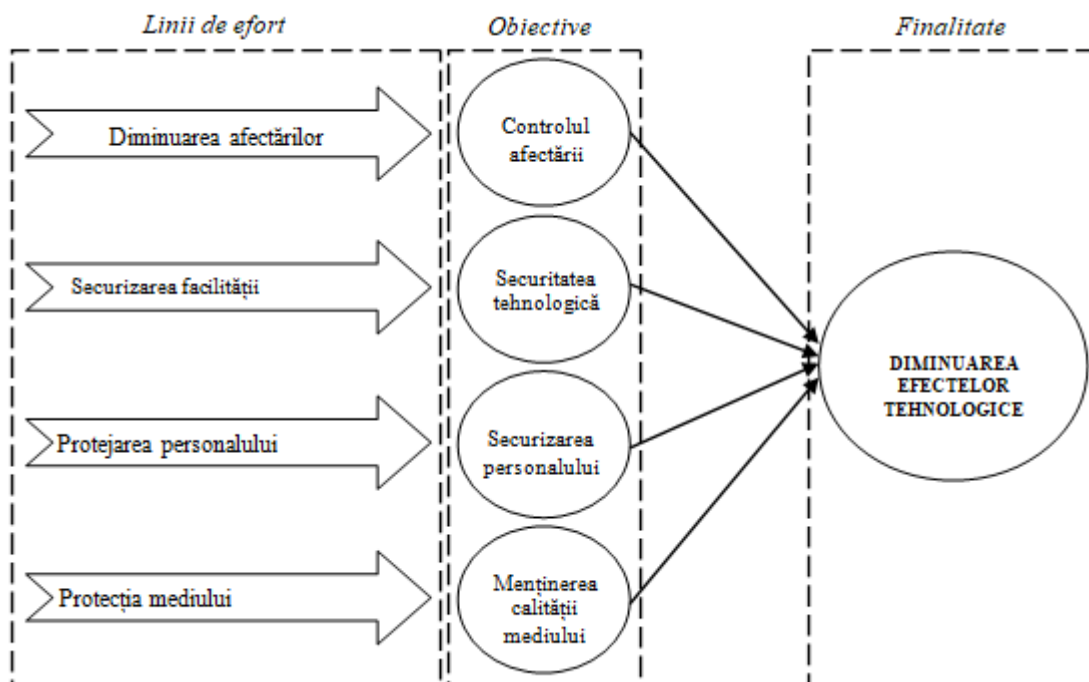 Linii de efort
Obiective
Finalitate
Diminuarea afectărilor
Controlul
afectării
Securizarea facilității
Securitatea
tehnologică
DIMINUAREA
EFECTELOR
TEHNOLOGICE
Protejarea personalului
Securizarea
personalului
Protecția mediului
Menținerea
calității
mediului